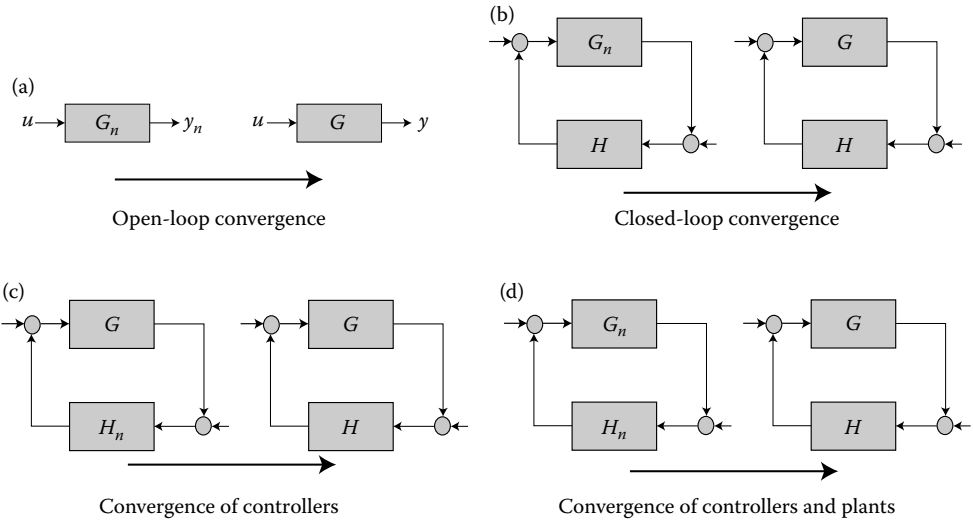 (a)
u G_n y_n u G y
Open-loop convergence
(b)
G_n G
H H
Closed-loop convergence
(c)
G G
H_n H
Convergence of controllers
(d)
G_n G
H_n H
Convergence of controllers and plants